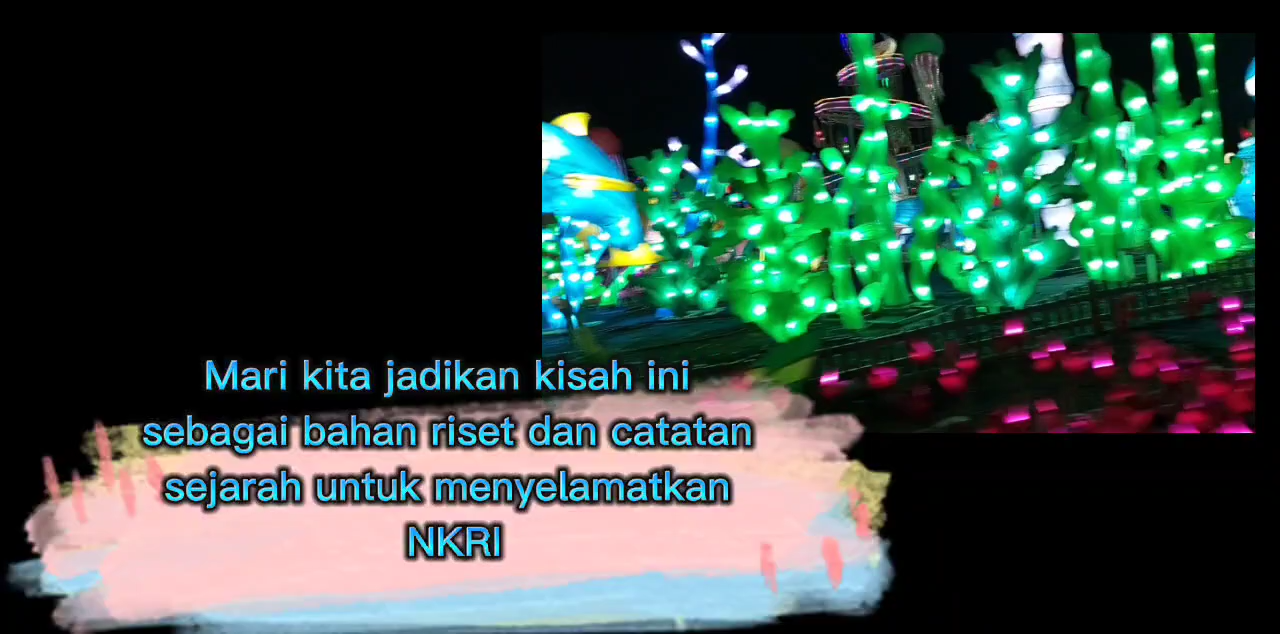 Mari kita jadikan kisah ini
sebagai bahan riset dan catatan
sejarah untuk menyelamatkan
NKRI